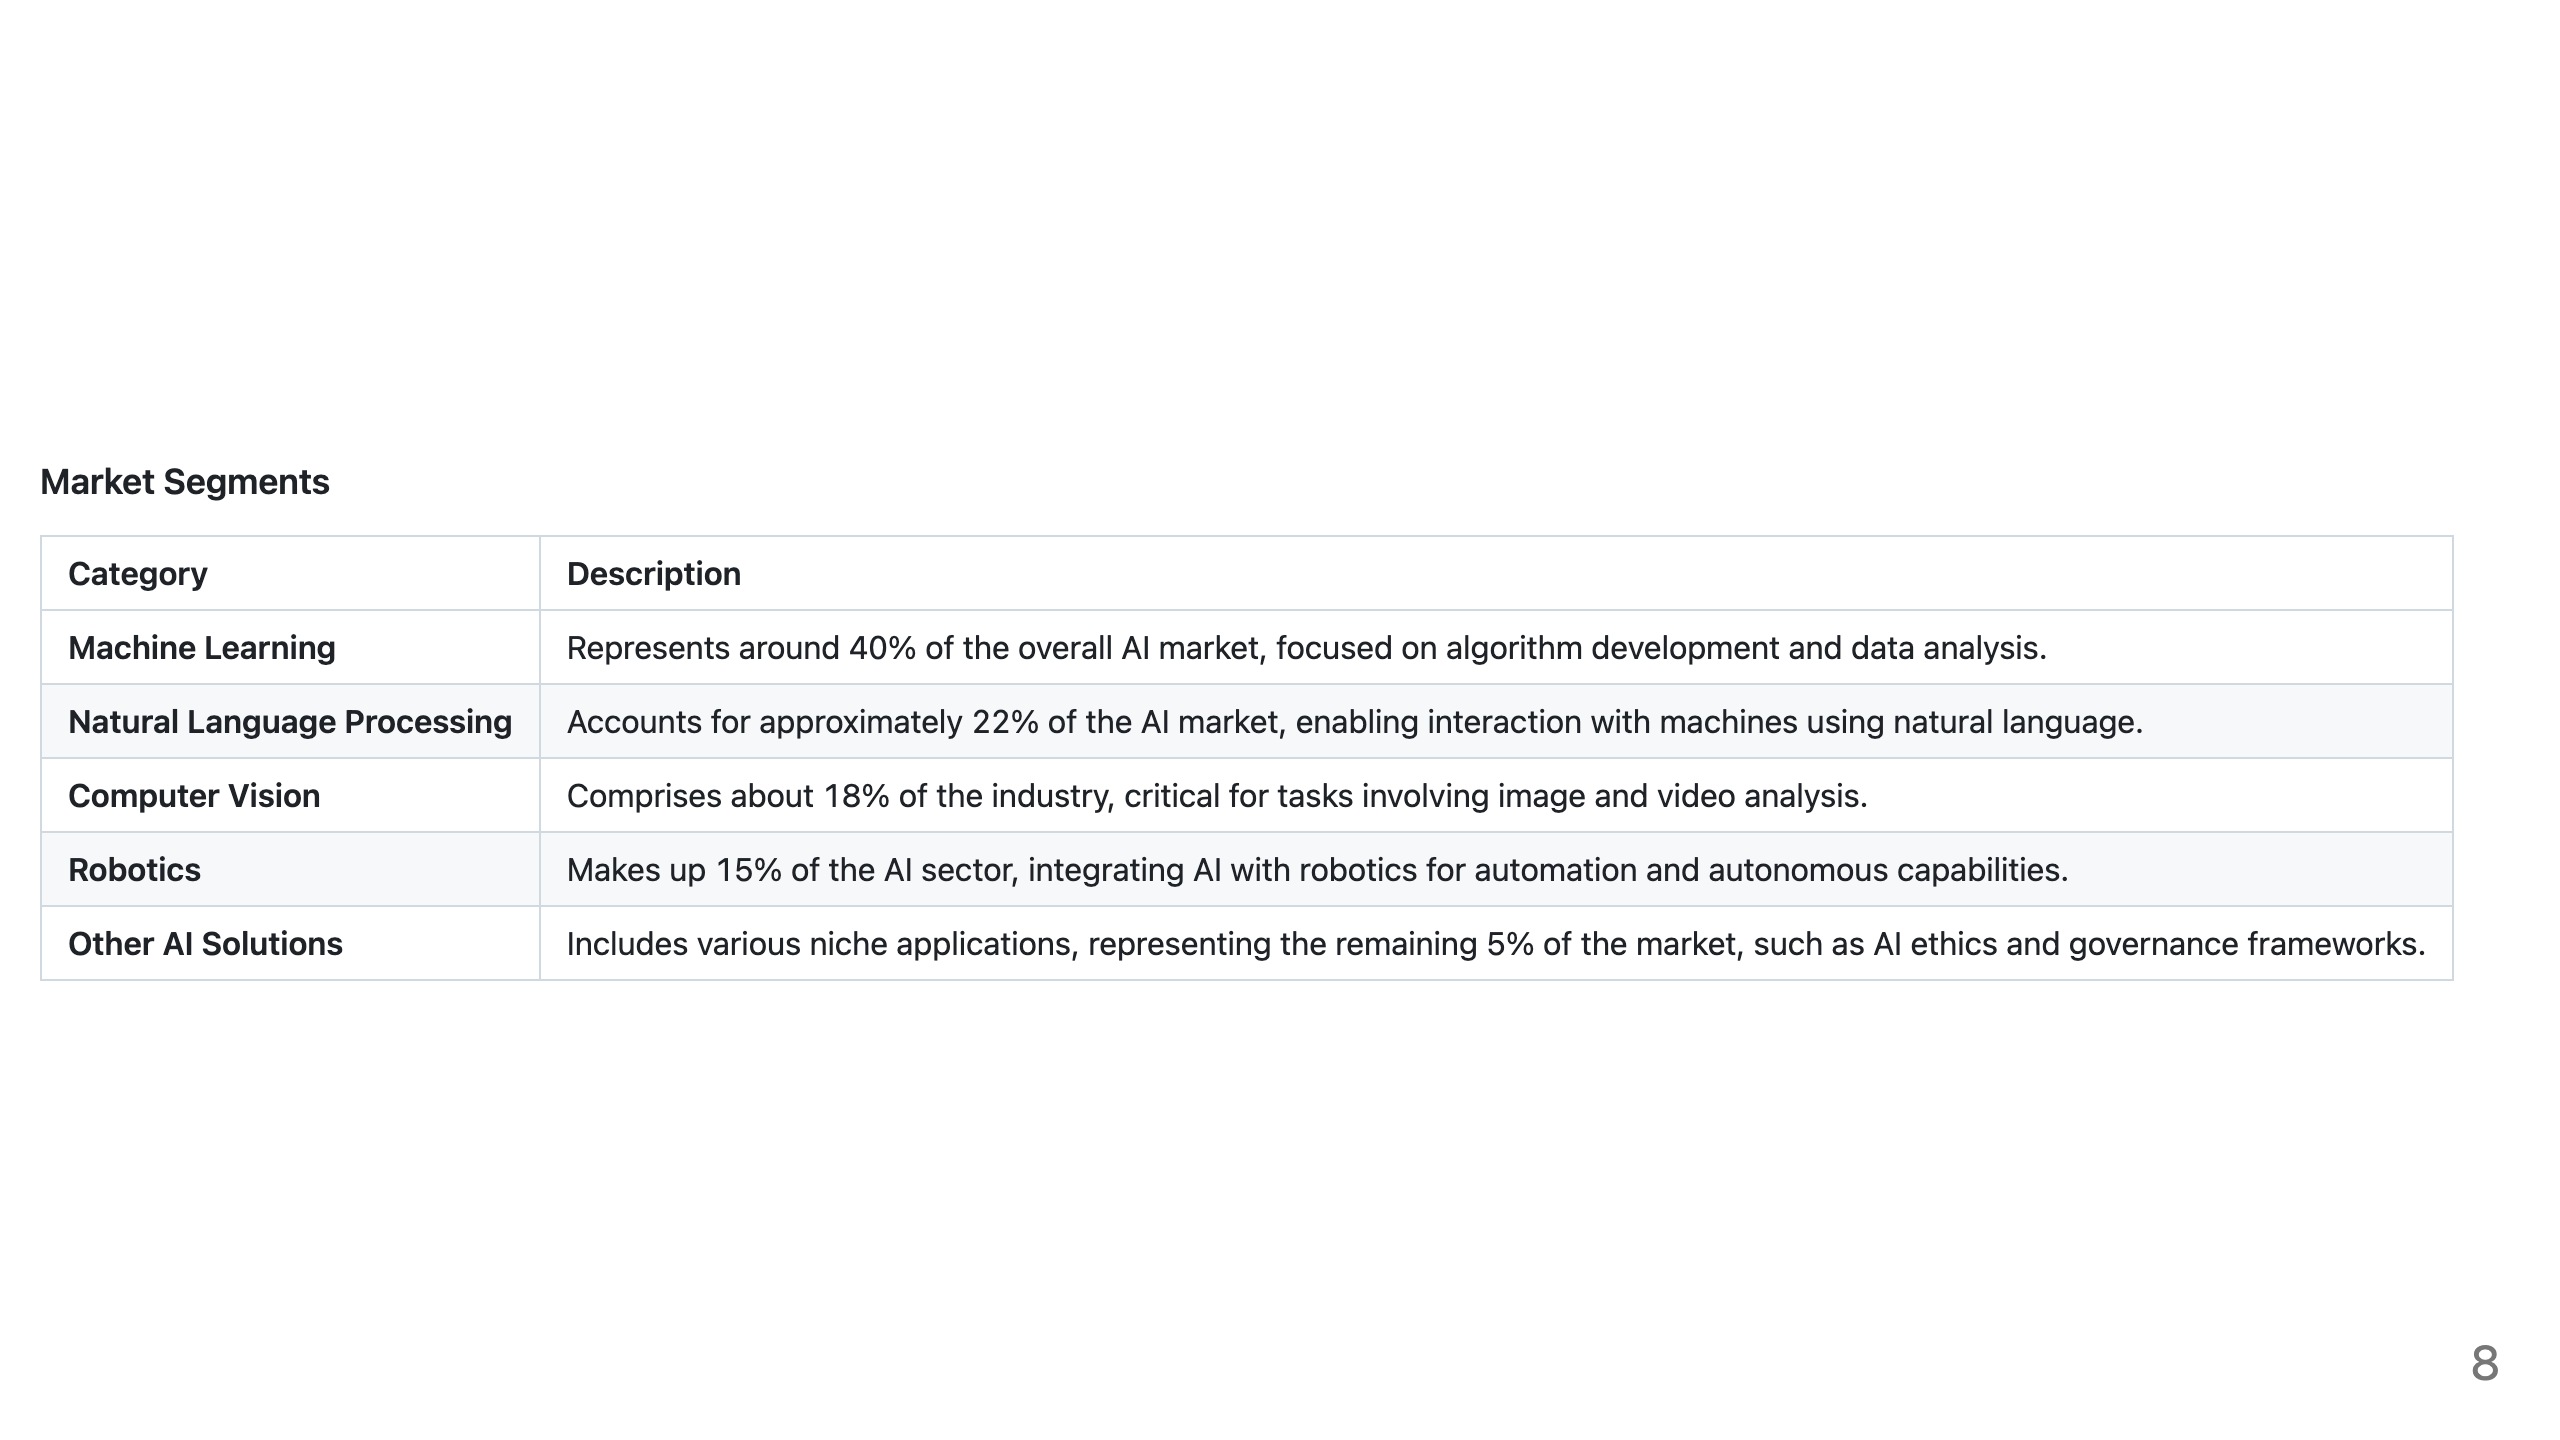 Market Segments
Category Description
Machine Learning Represents around 40% of the overall AI market, focused on algorithm development and data analysis.
Natural Language Processing Accounts for approximately 22% of the AI market, enabling interaction with machines using natural language.
Computer Vision Comprises about 18% of the industry, critical for tasks involving image and video analysis.
Robotics Makes up 15% of the AI sector, integrating AI with robotics for automation and autonomous capabilities.
Other AI Solutions Includes various niche applications, representing the remaining 5% of the market, such as AI ethics and governance frameworks.
8